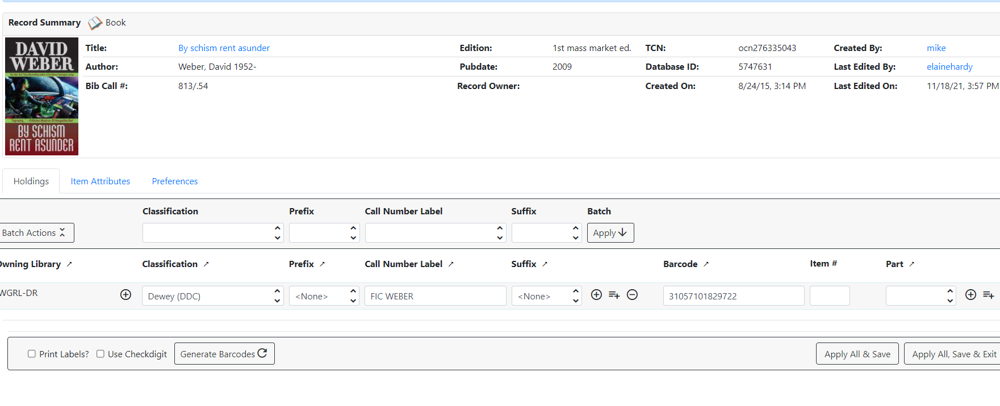 Record Summary Book
DAVID
WEBER
BY SCHISM
RENT ASUNDER
Title: By schism rent asunder Edition: 1st mass market ed. TCN: ocn276335043 Created By: mike
Author: Weber, David 1952- Pubdate: 2009 Database ID: 5747631 Last Edited By: elainehardy
Bib Call #: 813/.54 Record Owner: Created On: 8/24/15, 3:14 PM Last Edited On: 11/18/21, 3:57 PM
Holdings Item Attributes Preferences
Classification Prefix Call Number Label Suffix Batch
Batch Actions Apply
Owning Library Classification Prefix Call Number Label Suffix Barcode Item # Part
WGRL-DR Dewey (DDC) <None> FIC WEBER <None> 31057101829722
Print Labels? Use Checkdigit Generate Barcodes Apply All & Save Apply All, Save & Exit